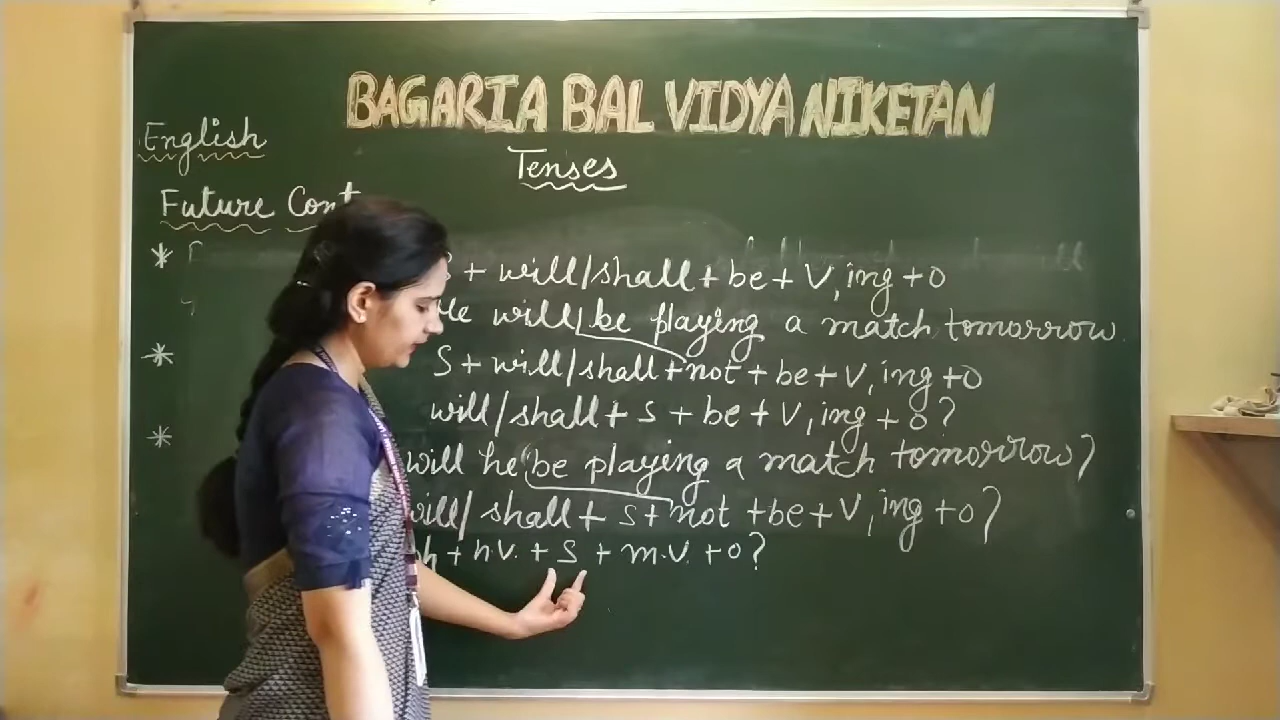 BAGARIA BAL VIDYA NIKETAN
English
Tenses
Future Cont
* + will/shall + be + V, ing + o
He will be playing a match tomorrow.
* S + will/shall + not + be + V, ing + o
will/shall + S + be + V, ing + o?
*
will he be playing a match tomorrow?
will/shall + S + not + be + V, ing + o?
+ h.V. + S + m.V. + o?